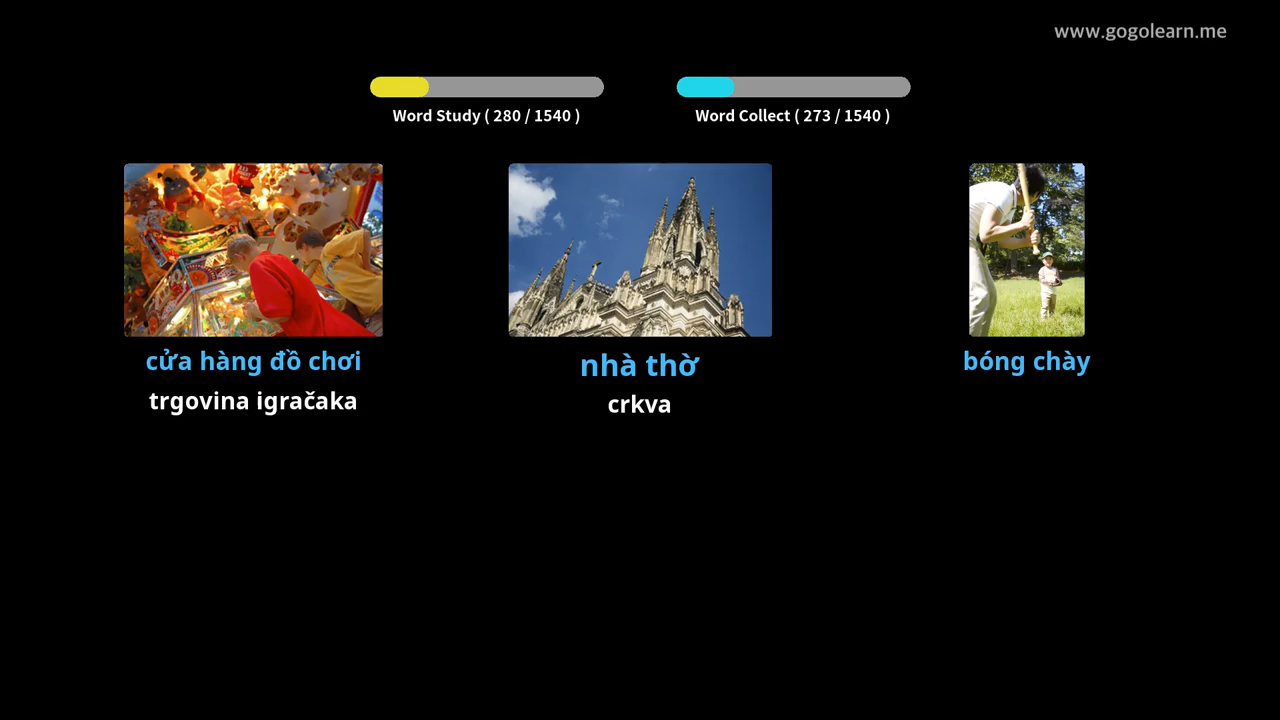 www.gogolearn.me
Word Study ( 280 / 1540 )
Word Collect ( 273 / 1540 )
cửa hàng đồ chơi
nhà thờ
bóng chày
trgovina igračaka
crkva